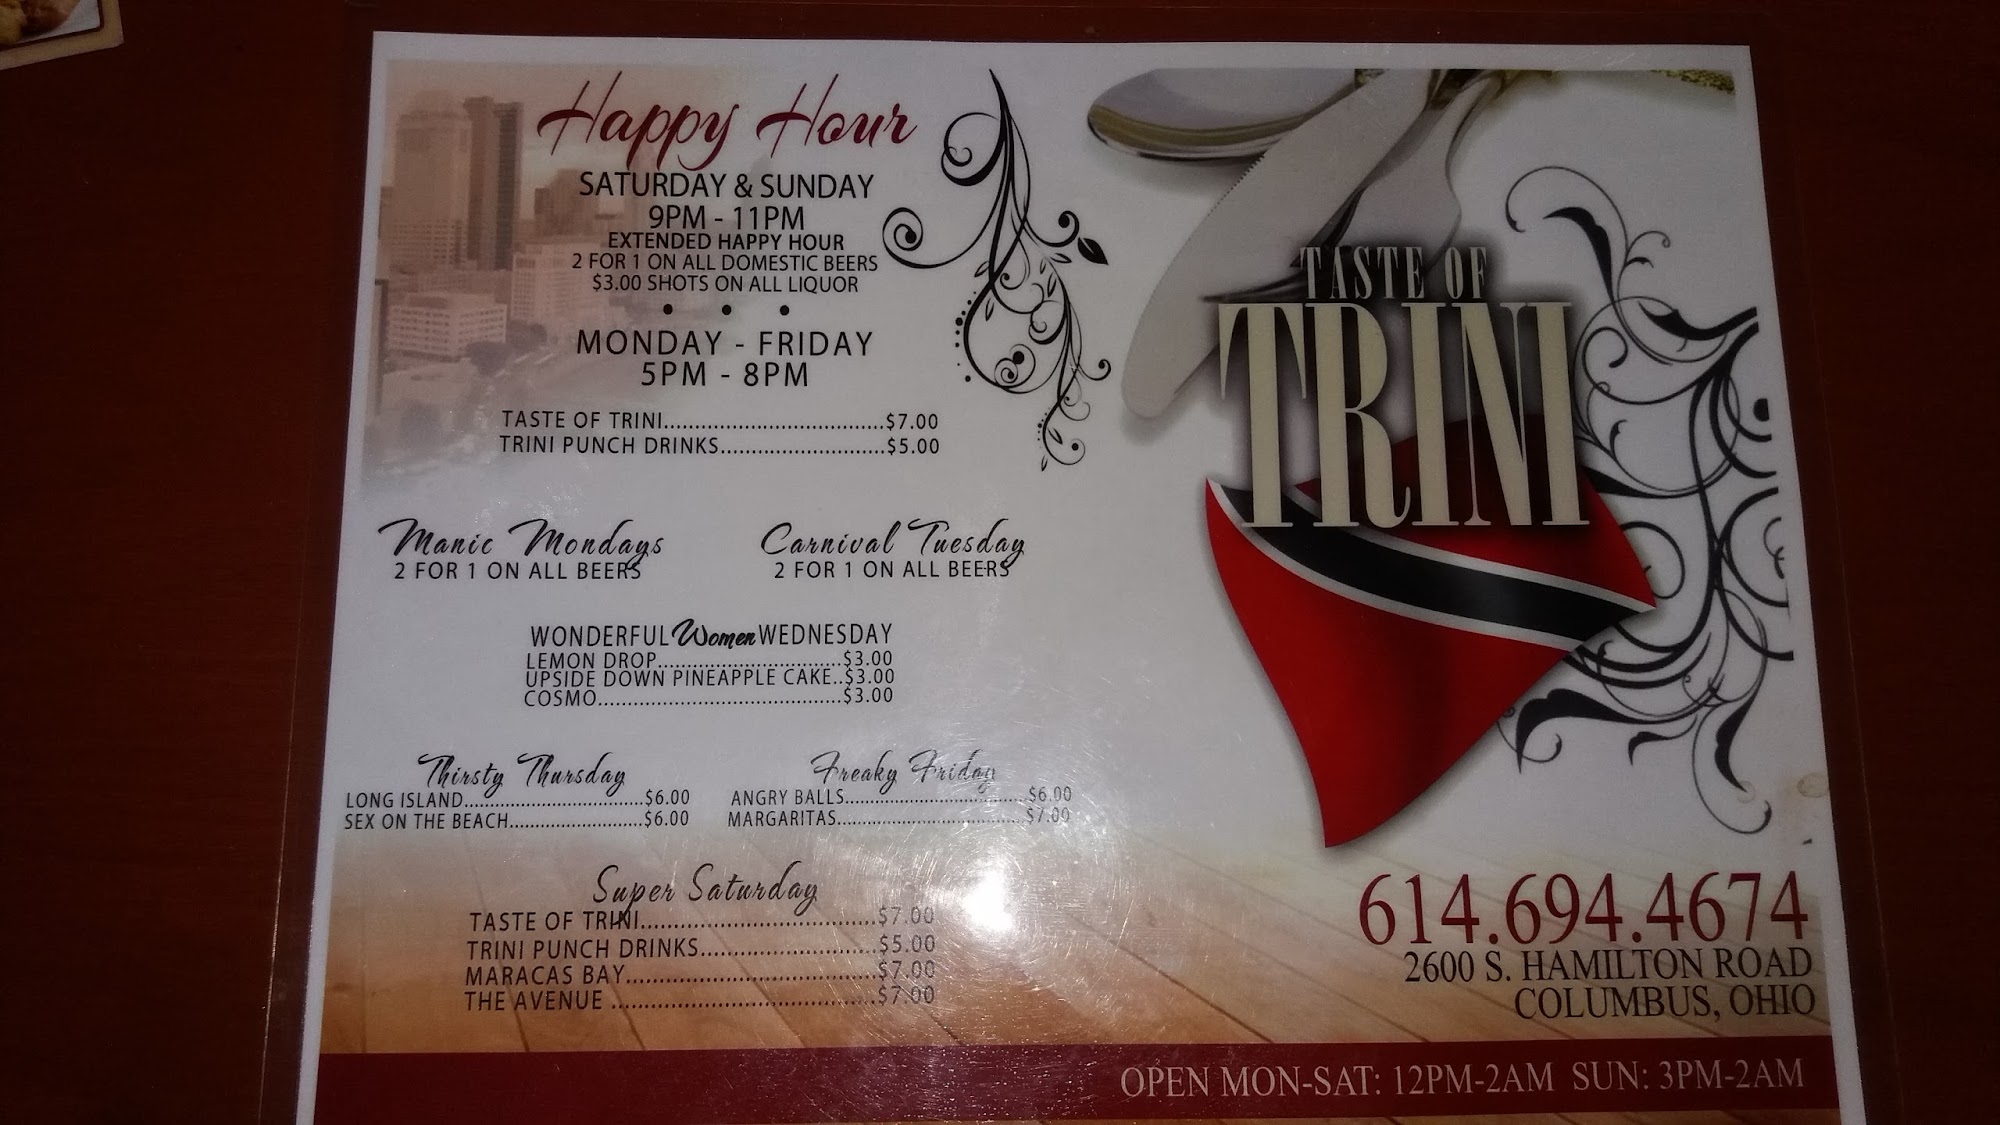 Happy Hour
SATURDAY & SUNDAY
9PM - 11PM
EXTENDED HAPPY HOUR
2 FOR 1 ON ALL DOMESTIC BEERS
$3.00 SHOTS ON ALL LIQUOR
• • •
MONDAY - FRIDAY
5PM - 8PM
TASTE OF TRINI....................................$7.00
TRINI PUNCH DRINKS...........................$5.00
Manic Mondays
2 FOR 1 ON ALL BEERS
Carnival Tuesday
2 FOR 1 ON ALL BEERS
WONDERFUL Women WEDNESDAY
LEMON DROP..............................$3.00
UPSIDE DOWN PINEAPPLE CAKE..$3.00
COSMO........................................$3.00
Thirsty Thursday
LONG ISLAND...................................$6.00
SEX ON THE BEACH..........................$6.00
Freaky Friday
ANGRY BALLS...................................$6.00
MARGARITAS...................................$7.00
Super Saturday
TASTE OF TRINI.....................................$7.00
TRINI PUNCH DRINKS............................$5.00
MARACAS BAY.......................................$7.00
THE AVENUE .........................................$7.00
TASTE OF
TRINI
614.694.4674
2600 S. HAMILTON ROAD
COLUMBUS, OHIO
OPEN MON-SAT: 12PM-2AM SUN: 3PM-2AM